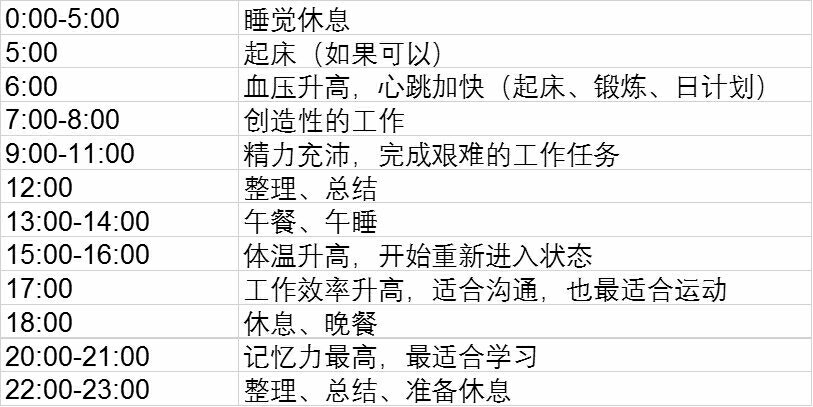 0:00-5:00 睡觉休息
5:00 起床（如果可以）
6:00 血压升高，心跳加快（起床、锻炼、日计划）
7:00-8:00 创造性的工作
9:00-11:00 精力充沛，完成艰难的工作任务
12:00 整理、总结
13:00-14:00 午餐、午睡
15:00-16:00 体温升高，开始重新进入状态
17:00 工作效率升高，适合沟通，也最适合运动
18:00 休息、晚餐
20:00-21:00 记忆力最高，最适合学习
22:00-23:00 整理、总结、准备休息